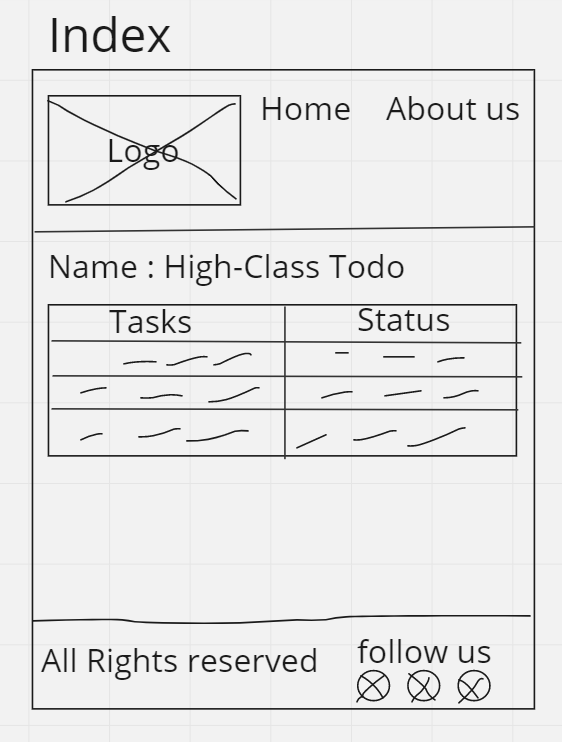 Index
Logo
Home
About us
Name : High-Class Todo
Tasks
Status
All Rights reserved
follow us